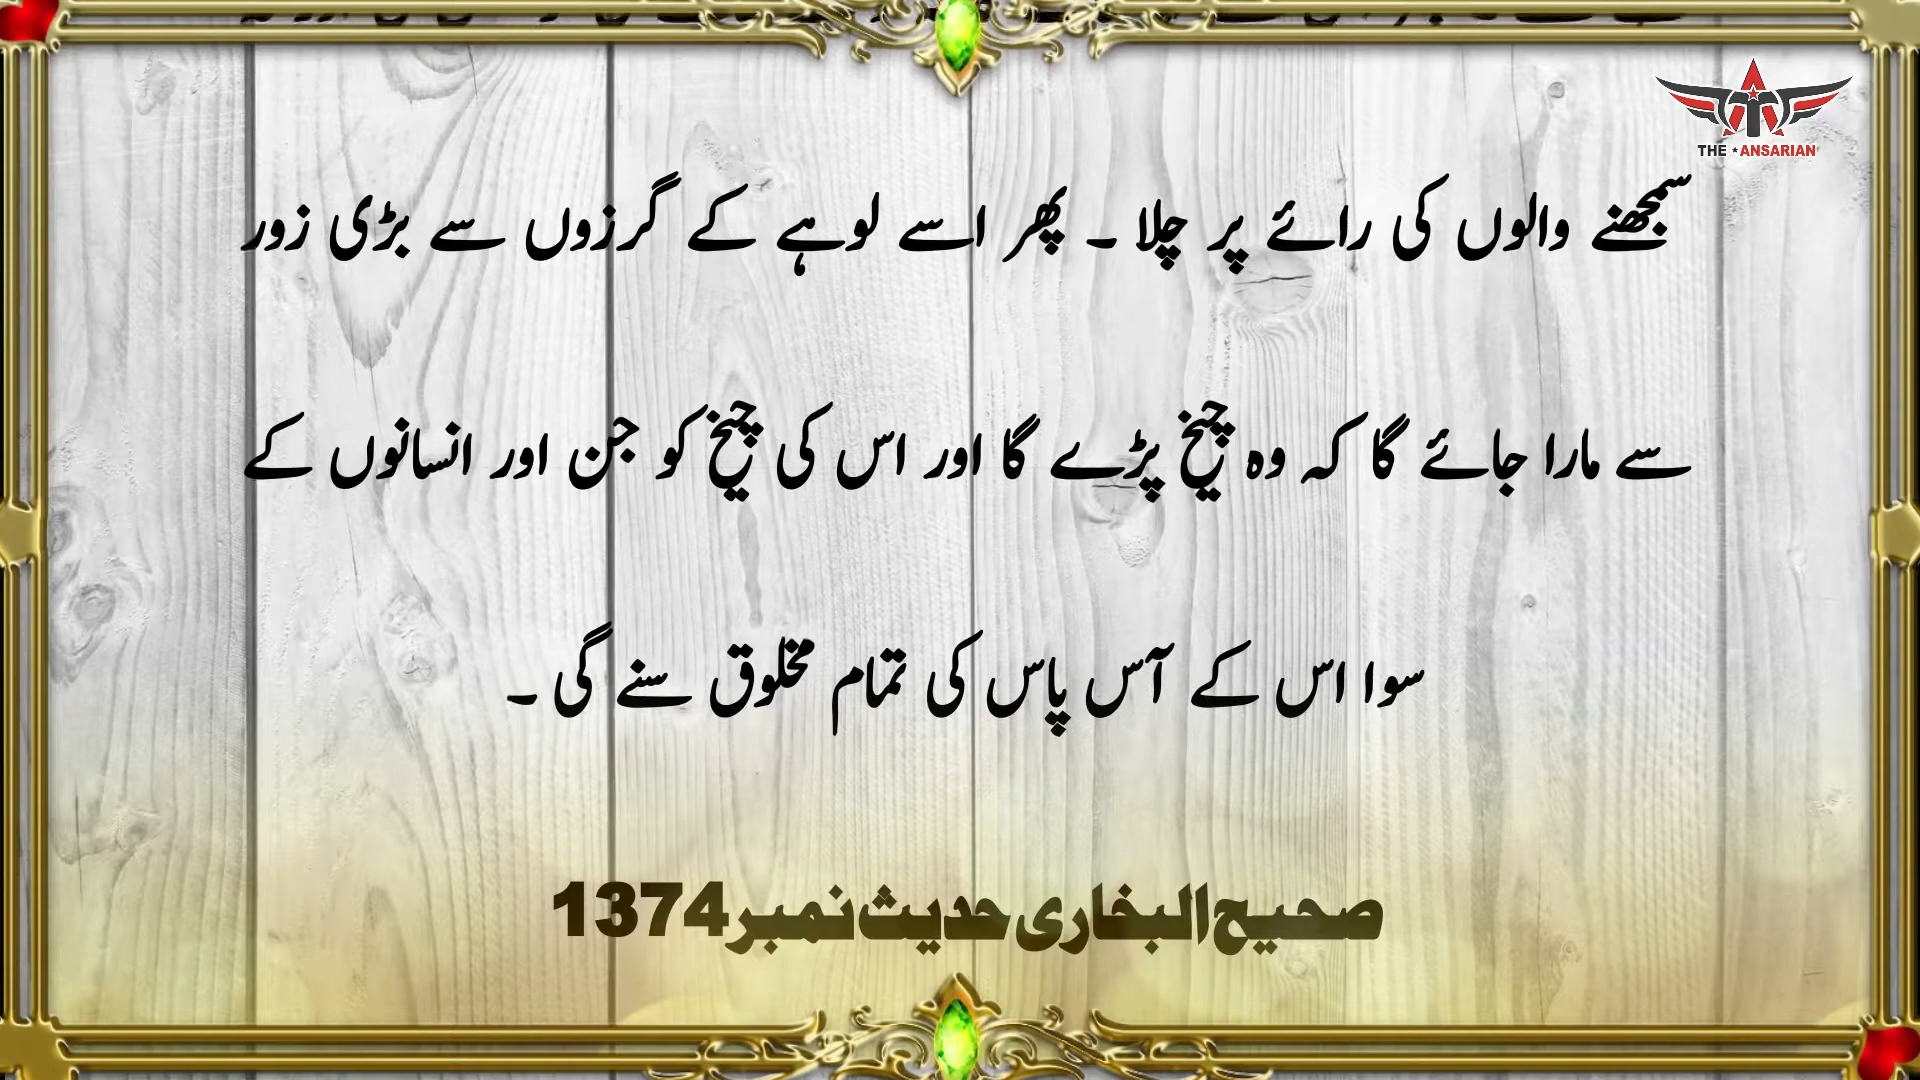 THE ★ ANSARIAN
سمجھنے والوں کی رائے پر چلا ۔ پھر اسے لوہے کے گرزوں سے بڑی زور
سے مارا جائے گا کہ وہ چیخ پڑے گا اور اس کی چیخ کو جن اور انسانوں کے
سوا اس کے آس پاس کی تمام مخلوق سنے گی ۔
صحیح البخاری حدیث نمبر 1374